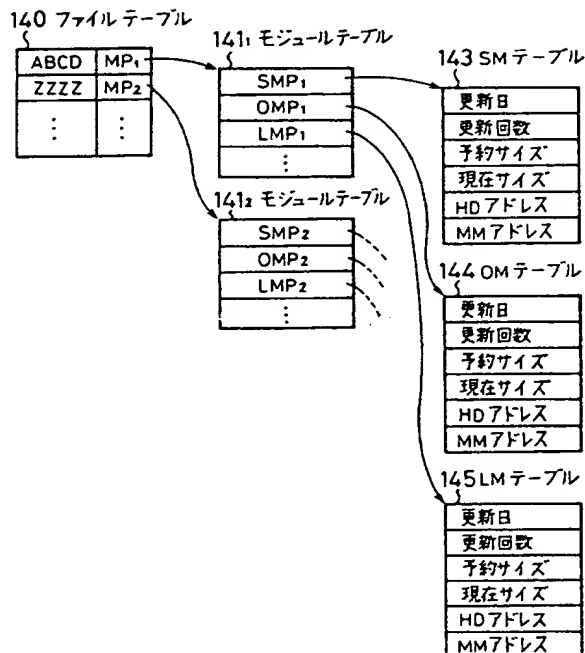 140 ファイルテーブル
ABCD MP₁
ZZZZ MP₂
⋮ ⋮
141₁ モジュールテーブル
SMP₁
OMP₁
LMP₁
⋮
141₂ モジュールテーブル
SMP₂
OMP₂
LMP₂
⋮
143 SMテーブル
更新日
更新回数
予約サイズ
現在サイズ
HDアドレス
MMアドレス
144 OMテーブル
更新日
更新回数
予約サイズ
現在サイズ
HDアドレス
MMアドレス
145 LMテーブル
更新日
更新回数
予約サイズ
現在サイズ
HDアドレス
MMアドレス